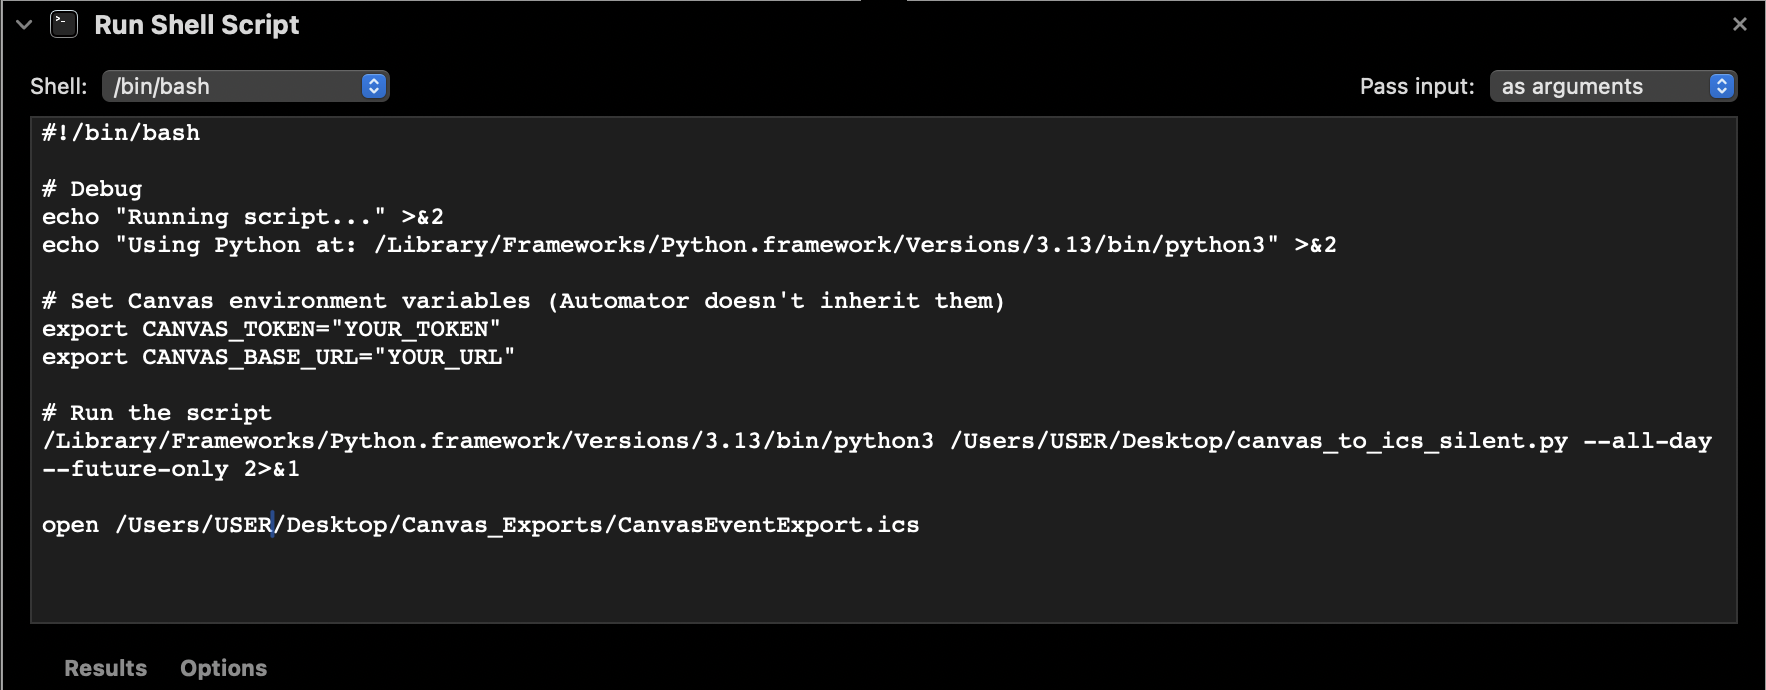 Run Shell Script
Shell: /bin/bash Pass input: as arguments
#!/bin/bash
# Debug
echo "Running script..." >&2
echo "Using Python at: /Library/Frameworks/Python.framework/Versions/3.13/bin/python3" >&2
# Set Canvas environment variables (Automator doesn't inherit them)
export CANVAS_TOKEN="YOUR_TOKEN"
export CANVAS_BASE_URL="YOUR_URL"
# Run the script
/Library/Frameworks/Python.framework/Versions/3.13/bin/python3 /Users/USER/Desktop/canvas_to_ics_silent.py --all-day
--future-only 2>&1
open /Users/USER/Desktop/Canvas_Exports/CanvasEventExport.ics
Results Options